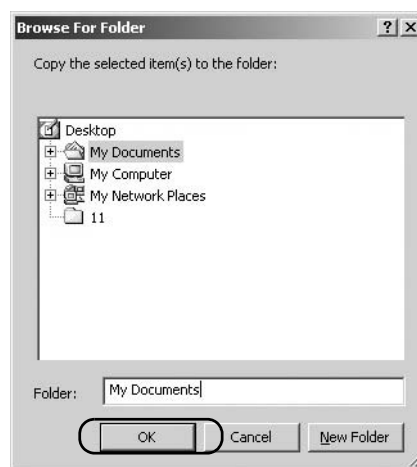 Browse For Folder
Copy the selected item(s) to the folder:
Desktop
My Documents
My Computer
My Network Places
11
Folder: My Documents
OK Cancel New Folder